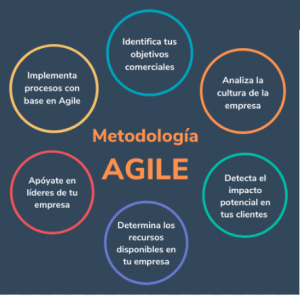 Identifica tus
objetivos
comerciales
Implementa
procesos con
base en Agile
Analiza la
cultura de la
empresa
Metodología
AGILE
Apóyate en
líderes de tu
empresa
Detecta el
impacto
potencial en
tus clientes
Determina los
recursos
disponibles en
tu empresa